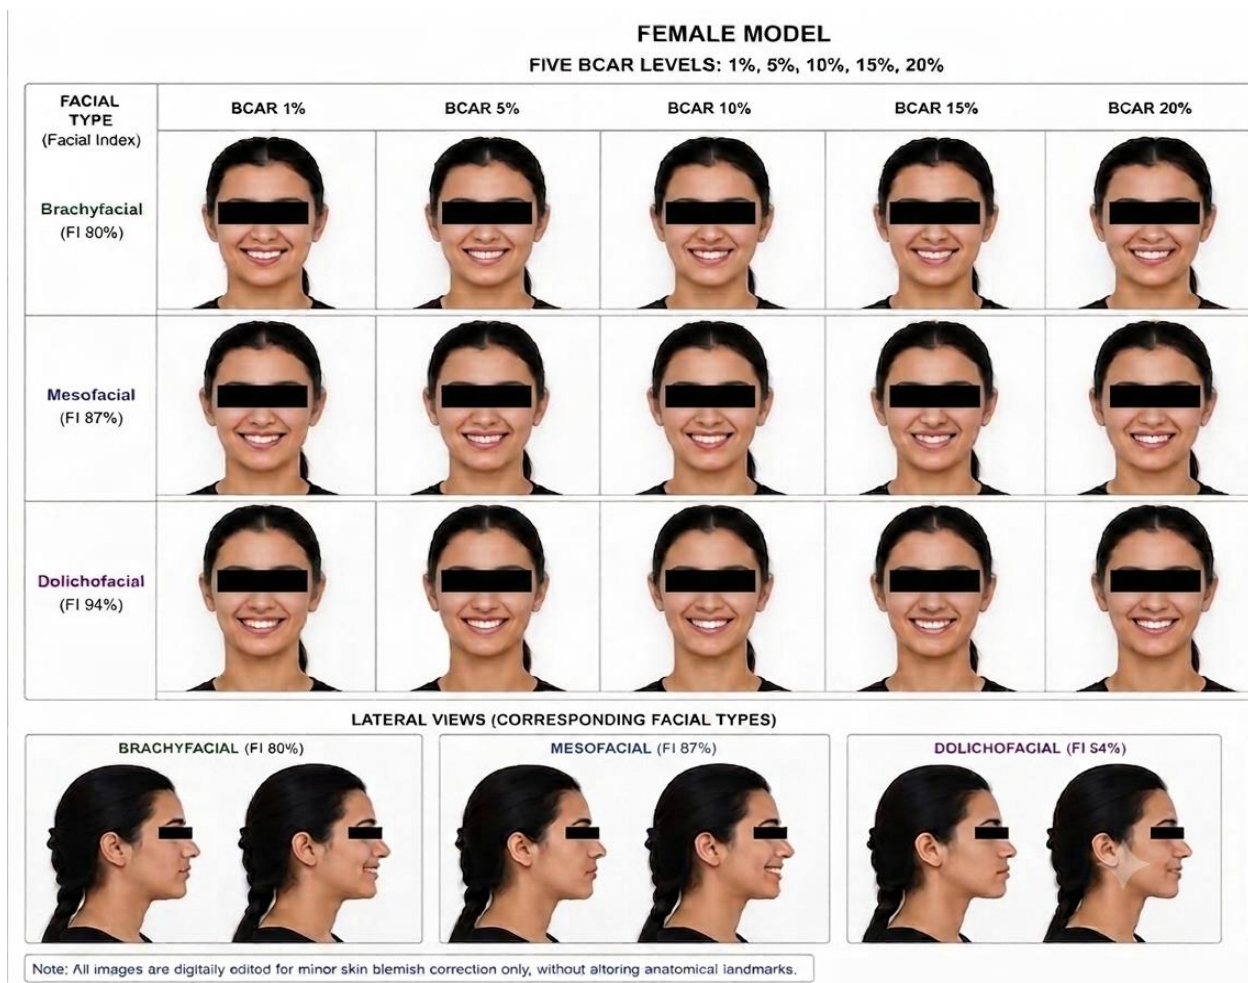 FEMALE MODEL
FIVE BCAR LEVELS: 1%, 5%, 10%, 15%, 20%
FACIAL
TYPE
(Facial Index)
BCAR 1%
BCAR 5%
BCAR 10%
BCAR 15%
BCAR 20%
Brachyfacial
(FI 80%)
Mesofacial
(FI 87%)
Dolichofacial
(FI 94%)
LATERAL VIEWS (CORRESPONDING FACIAL TYPES)
BRACHYFACIAL (FI 80%)
MESOFACIAL (FI 87%)
DOLICHOFACIAL (FI S4%)
Note: All images are digitally odited for minor skin blemish correction only, without altoring anatomical landmarks.